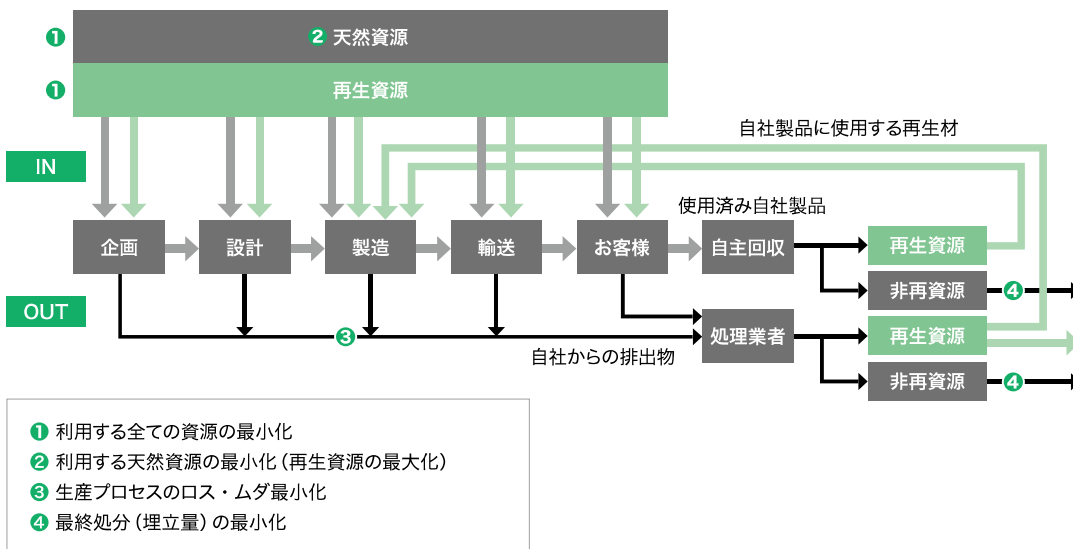 ❶
❷ 天然資源
❶
再生資源
自社製品に使用する再生材
IN
使用済み自社製品
企画
設計
製造
輸送
お客様
自主回収
再生資源
非再資源
❹
OUT
❸
自社からの排出物
処理業者
再生資源
非再資源
❹
❶ 利用する全ての資源の最小化
❷ 利用する天然資源の最小化（再生資源の最大化）
❸ 生産プロセスのロス・ムダ最小化
❹ 最終処分（埋立量）の最小化